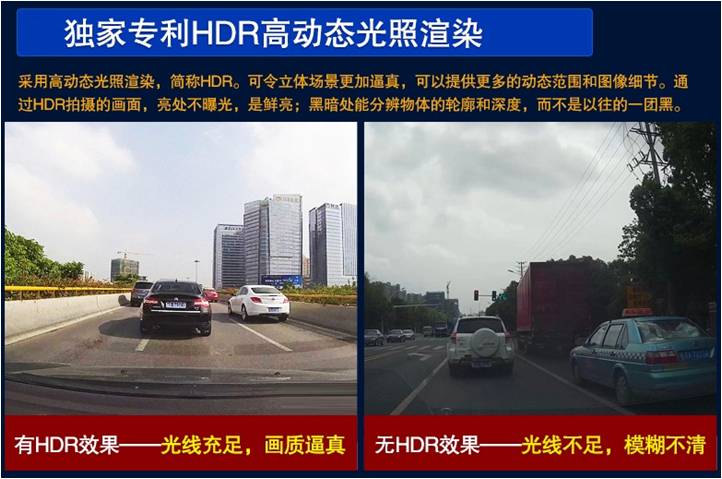 独家专利HDR高动态光照渲染
采用高动态光照渲染，简称HDR。可令立体场景更加逼真，可以提供更多的动态范围和图像细节。通
过HDR拍摄的画面，亮处不曝光，是鲜亮；黑暗处能分辨物体的轮廓和深度，而不是以往的一团黑。
有HDR效果——光线充足，画质逼真
无HDR效果——光线不足，模糊不清